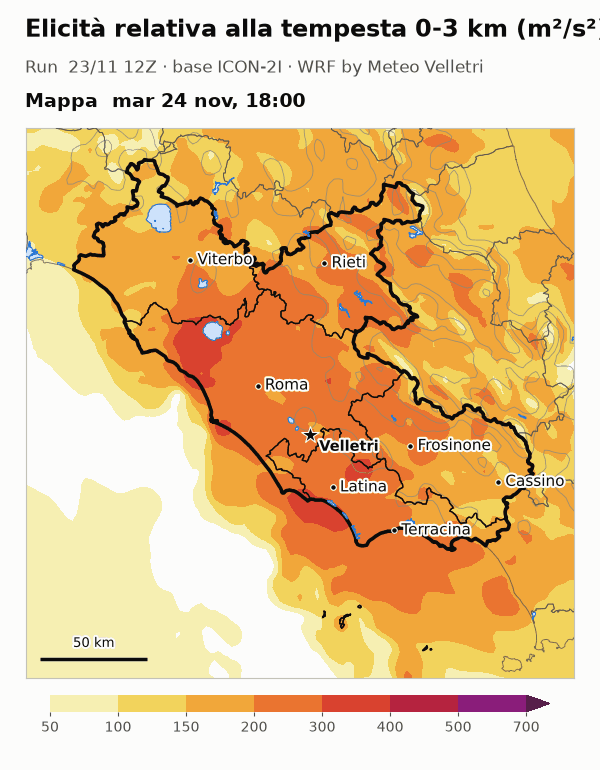 Elicità relativa alla tempesta 0-3 km (m²/s²)
Run 23/11 12Z · base ICON-2I · WRF by Meteo Velletri
Mappa mar 24 nov, 18:00
Viterbo
Rieti
Roma
Velletri
Frosinone
Cassino
Latina
Terracina
50 km
50 100 150 200 300 400 500 700